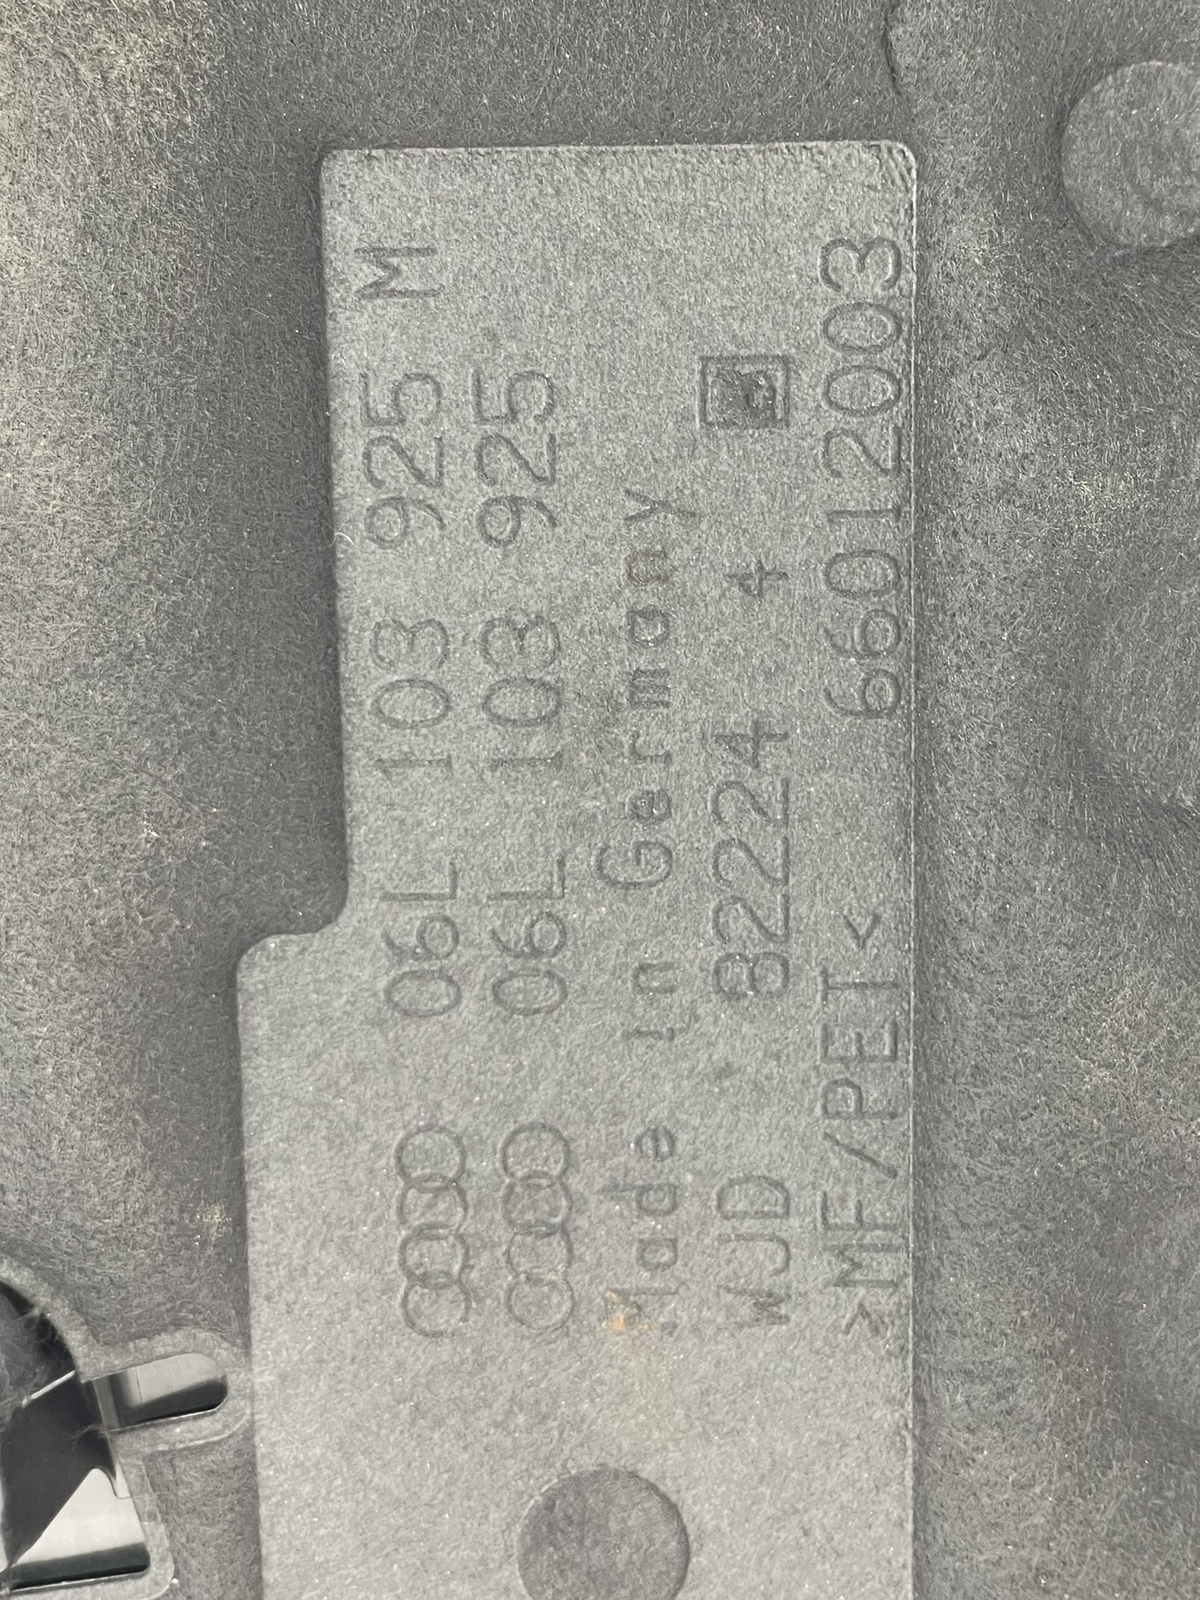 06L 103 925 M
06L 103 925
Made in Germany
WJD 82224 4
>MF/PET< 66012003